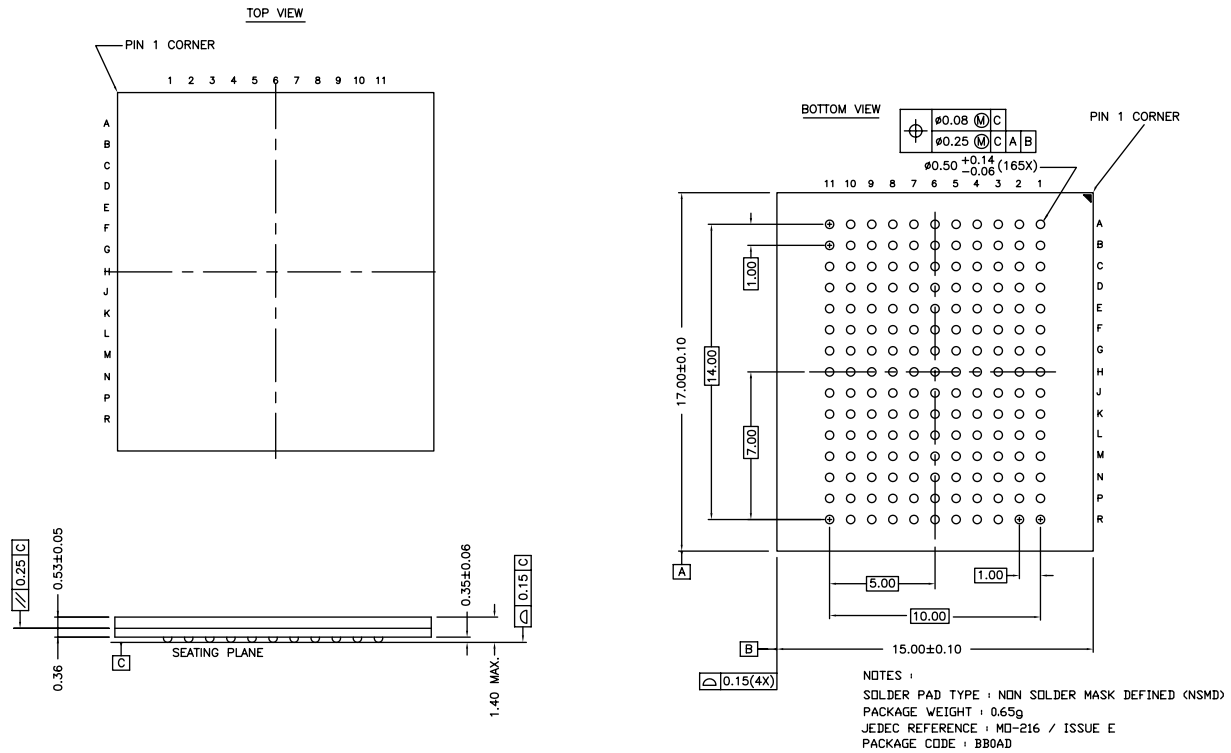 TOP VIEW
PIN 1 CORNER
1 2 3 4 5 6 7 8 9 10 11
A
B
C
D
E
F
G
H
J
K
L
M
N
P
R
BOTTOM VIEW
⌀0.08 Ⓜ C
⌀0.25 Ⓜ C A B
⌀0.50 +0.14 -0.06 (165X)
PIN 1 CORNER
11 10 9 8 7 6 5 4 3 2 1
A
B
C
D
E
F
G
H
J
K
L
M
N
P
R
1.00
14.00
17.00±0.10
7.00
A
5.00
1.00
10.00
B
15.00±0.10
0.15(4X)
// 0.25 C
0.53±0.05
0.36
C
SEATING PLANE
0.35±0.06
0.15 C
1.40 MAX.
NOTES :
SOLDER PAD TYPE : NON SOLDER MASK DEFINED (NSMD)
PACKAGE WEIGHT : 0.65g
JEDEC REFERENCE : MO-216 / ISSUE E
PACKAGE CODE : BB0AD